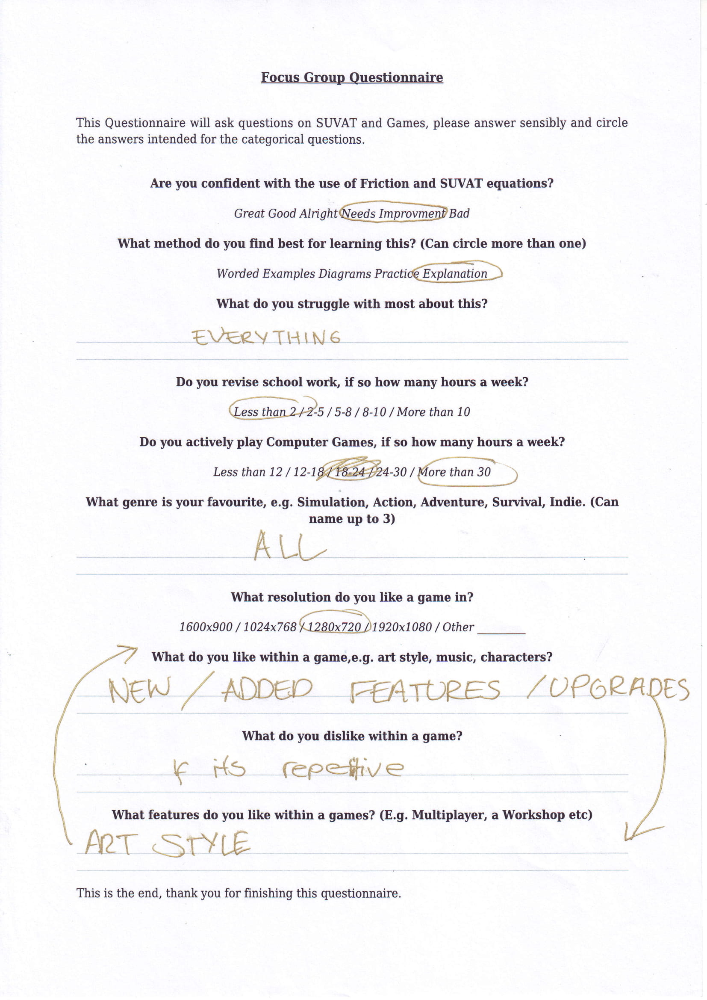 Focus Group Questionnaire
This Questionnaire will ask questions on SUVAT and Games, please answer sensibly and circle
the answers intended for the categorical questions.
Are you confident with the use of Friction and SUVAT equations?
Great Good Alright Needs Improvment Bad
What method do you find best for learning this? (Can circle more than one)
Worded Examples Diagrams Practice Explanation
What do you struggle with most about this?
EVERYTHING
Do you revise school work, if so how many hours a week?
Less than 2 / 2-5 / 5-8 / 8-10 / More than 10
Do you actively play Computer Games, if so how many hours a week?
Less than 12 / 12-18 / 18-24 / 24-30 / More than 30
What genre is your favourite, e.g. Simulation, Action, Adventure, Survival, Indie. (Can
name up to 3)
ALL
What resolution do you like a game in?
1600x900 / 1024x768 / 1280x720 / 1920x1080 / Other ________
What do you like within a game,e.g. art style, music, characters?
NEW / ADDED FEATURES / UPGRADES
What do you dislike within a game?
If its repetitive
What features do you like within a games? (E.g. Multiplayer, a Workshop etc)
ART STYLE
This is the end, thank you for finishing this questionnaire.